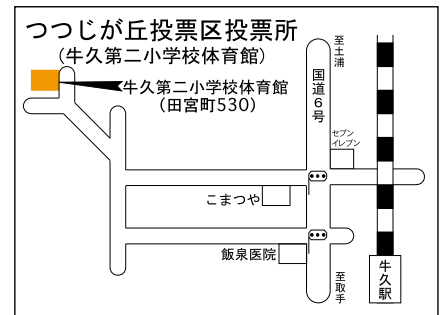 つつじが丘投票区投票所
(牛久第二小学校体育館)
牛久第二小学校体育館
(田宮町530)
至土浦
国道6号
セブン
イレブン
こまつや
飯泉医院
牛久駅
至取手